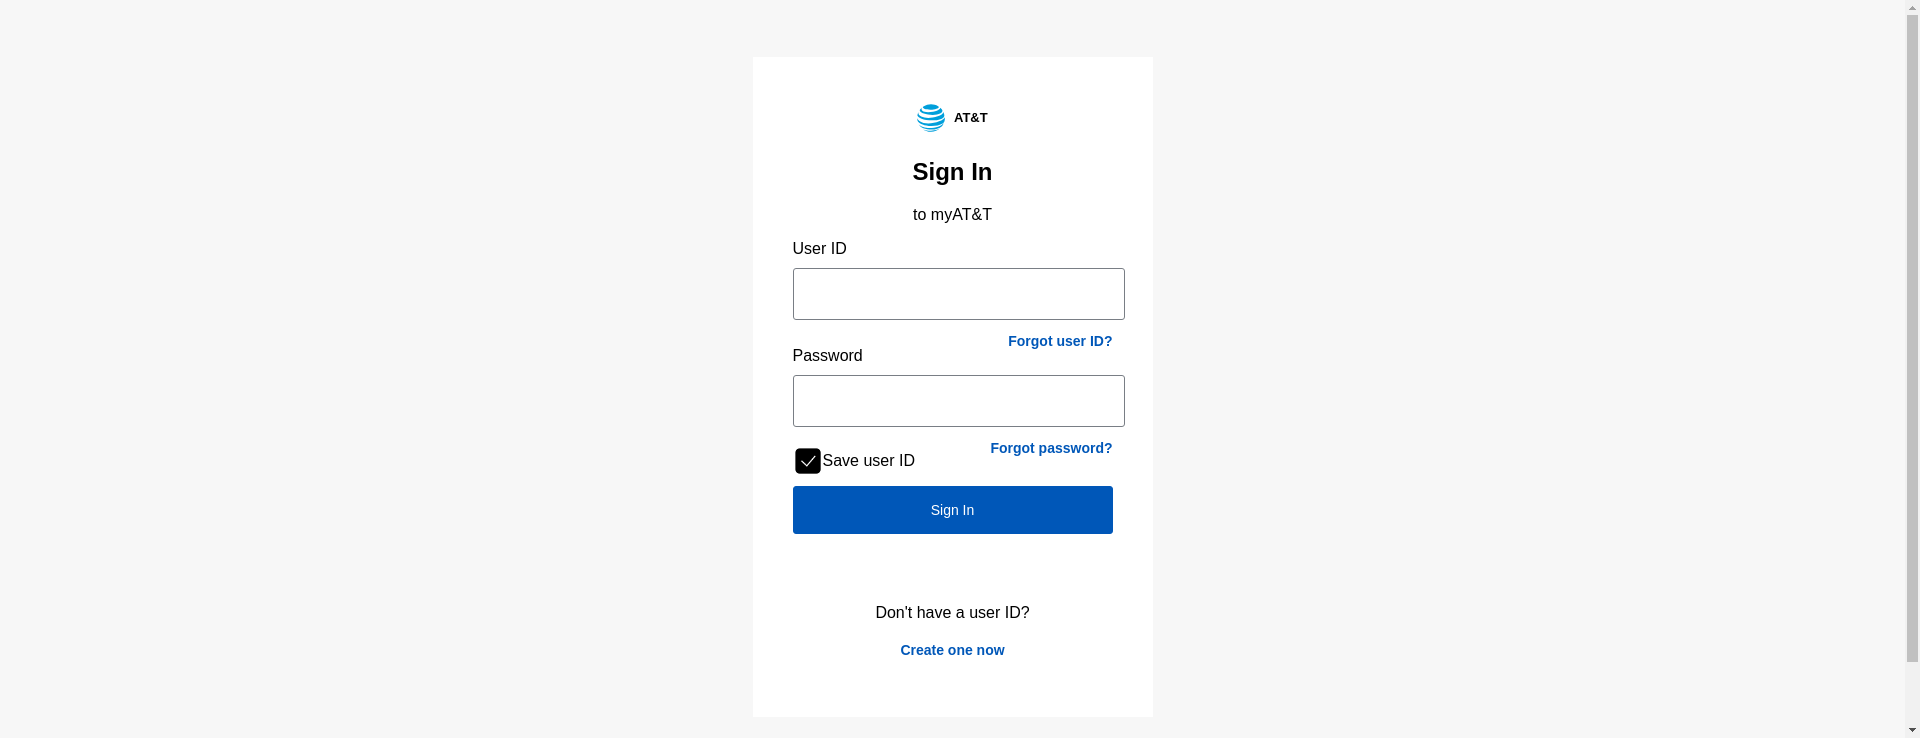 AT&T
Sign In
to myAT&T
User ID
Forgot user ID?
Password
Forgot password?
Save user ID
Sign In
Don't have a user ID?
Create one now